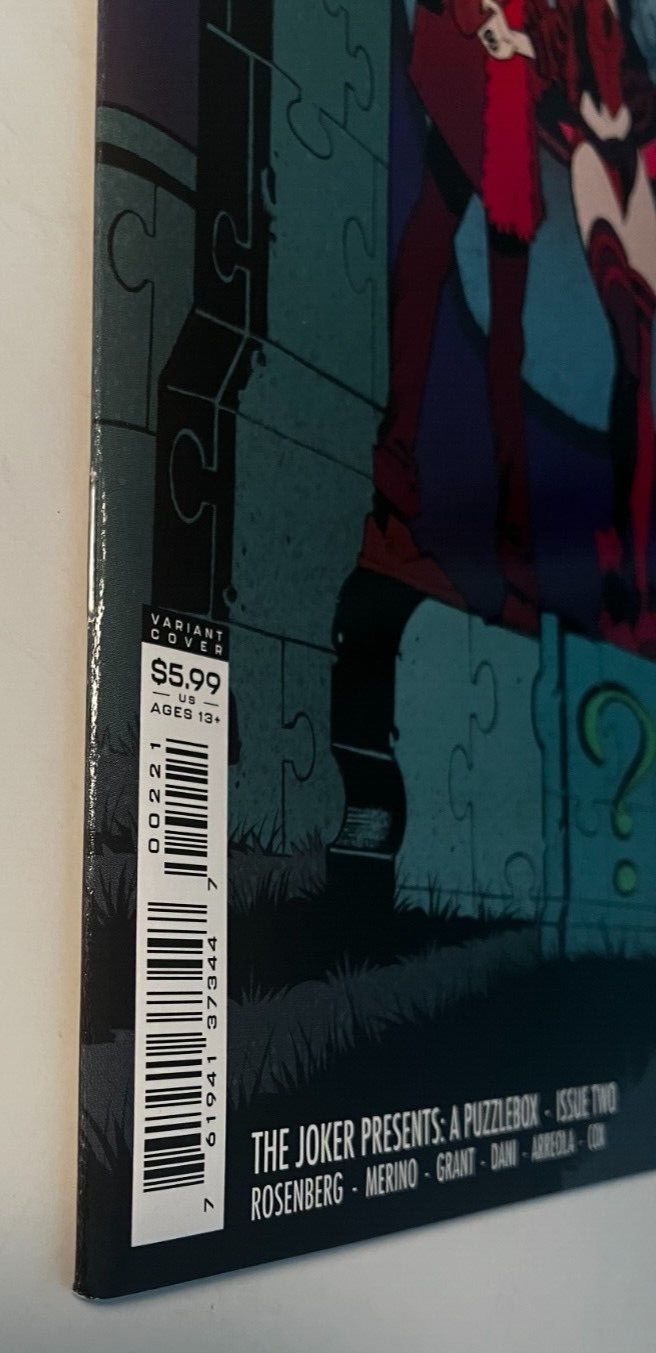 VARIANT
COVER
$5.99
US
AGES 13+
00221
7 61941 37344 7
THE JOKER PRESENTS: A PUZZLEBOX - ISSUE TWO
ROSENBERG - MERINO - GRANT - DANI - ARREOLA - COX
?